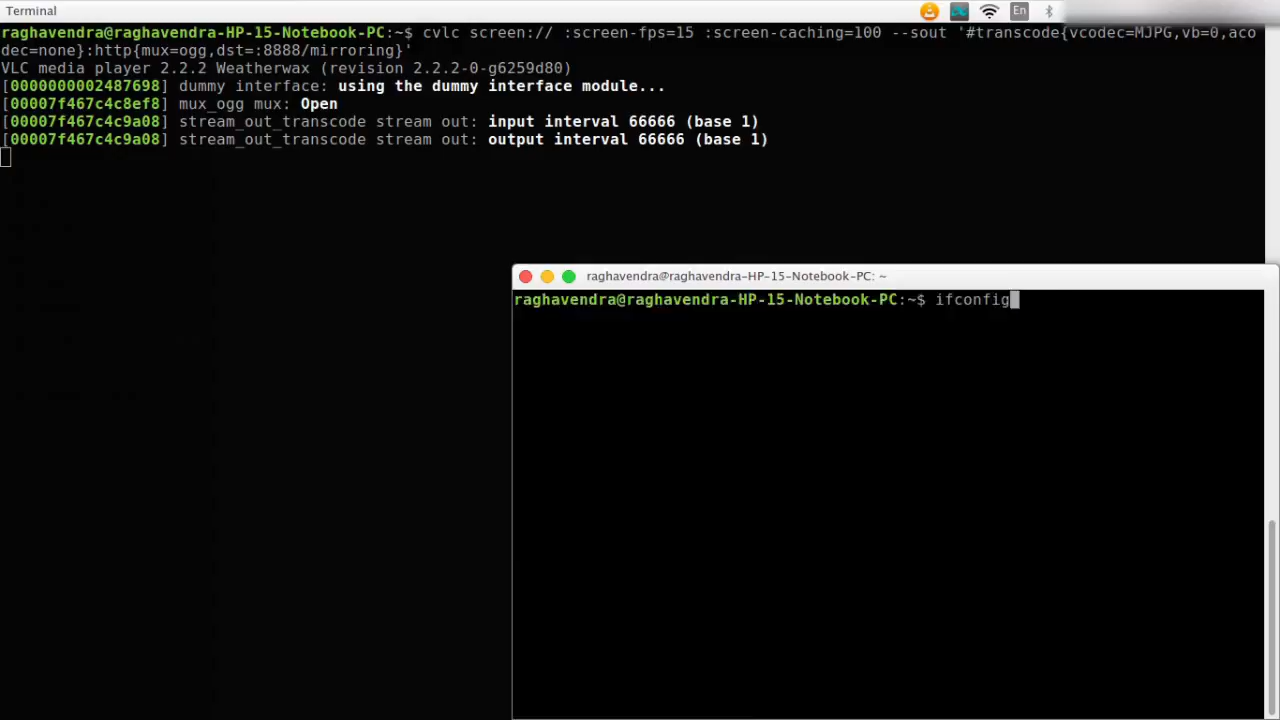 Terminal
En
raghavendra@raghavendra-HP-15-Notebook-PC:~$ cvlc screen:// :screen-fps=15 :screen-caching=100 --sout '#transcode{vcodec=MJPG,vb=0,aco
dec=none}:http{mux=ogg,dst=:8888/mirroring}'
VLC media player 2.2.2 Weatherwax (revision 2.2.2-0-g6259d80)
[0000000002487698] dummy interface: using the dummy interface module...
[00007f467c4c8ef8] mux_ogg mux: Open
[00007f467c4c9a08] stream_out_transcode stream out: input interval 66666 (base 1)
[00007f467c4c9a08] stream_out_transcode stream out: output interval 66666 (base 1)
raghavendra@raghavendra-HP-15-Notebook-PC: ~
raghavendra@raghavendra-HP-15-Notebook-PC:~$ ifconfig